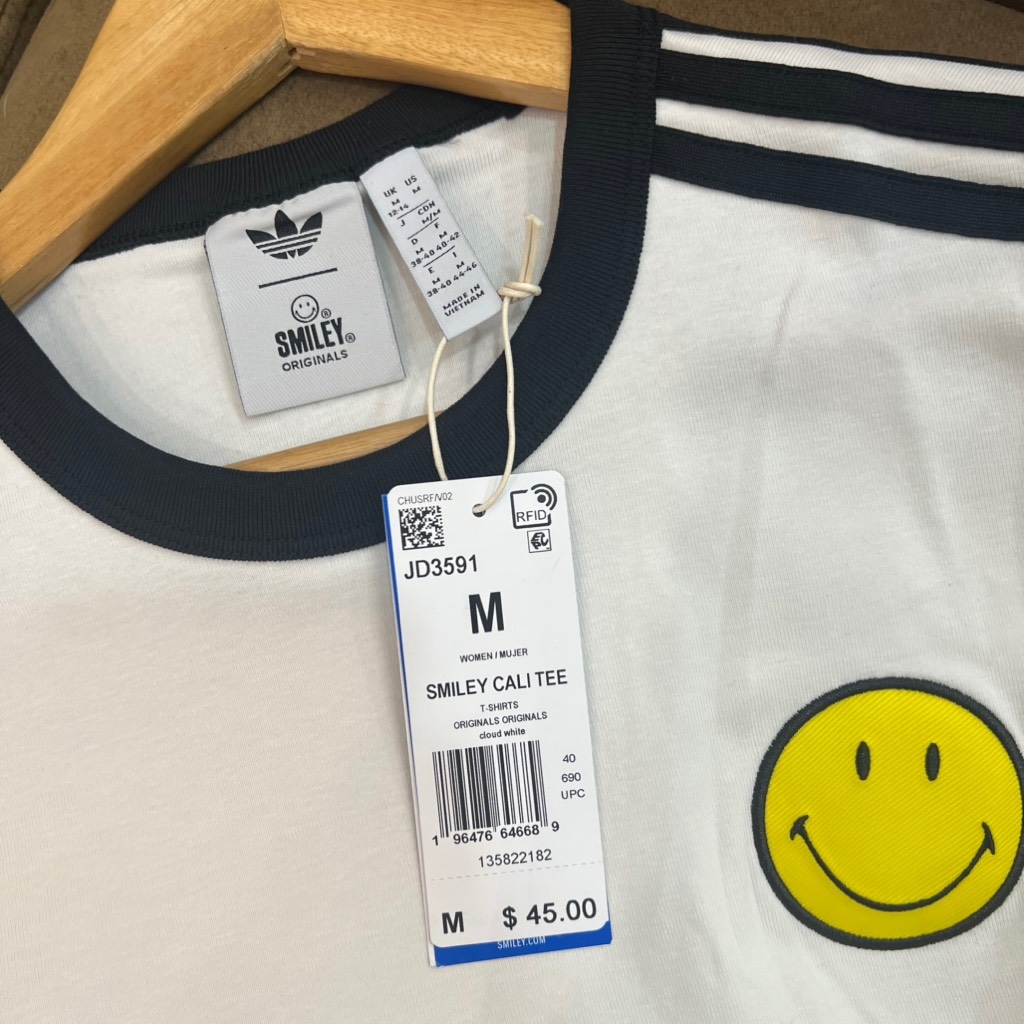 SMILEY®
ORIGINALS
UK US
M M
12-14
J CDN
M/M
D F
M M
38-40 40-42
E I
M M
38-40 44-46
MADE IN
VIETNAM
CHUSRF/V02
RFID
JD3591
M
WOMEN / MUJER
SMILEY CALI TEE
T-SHIRTS
ORIGINALS ORIGINALS
cloud white
40
690
UPC
1 96476 64668 9
135822182
M $ 45.00
SMILEY.COM